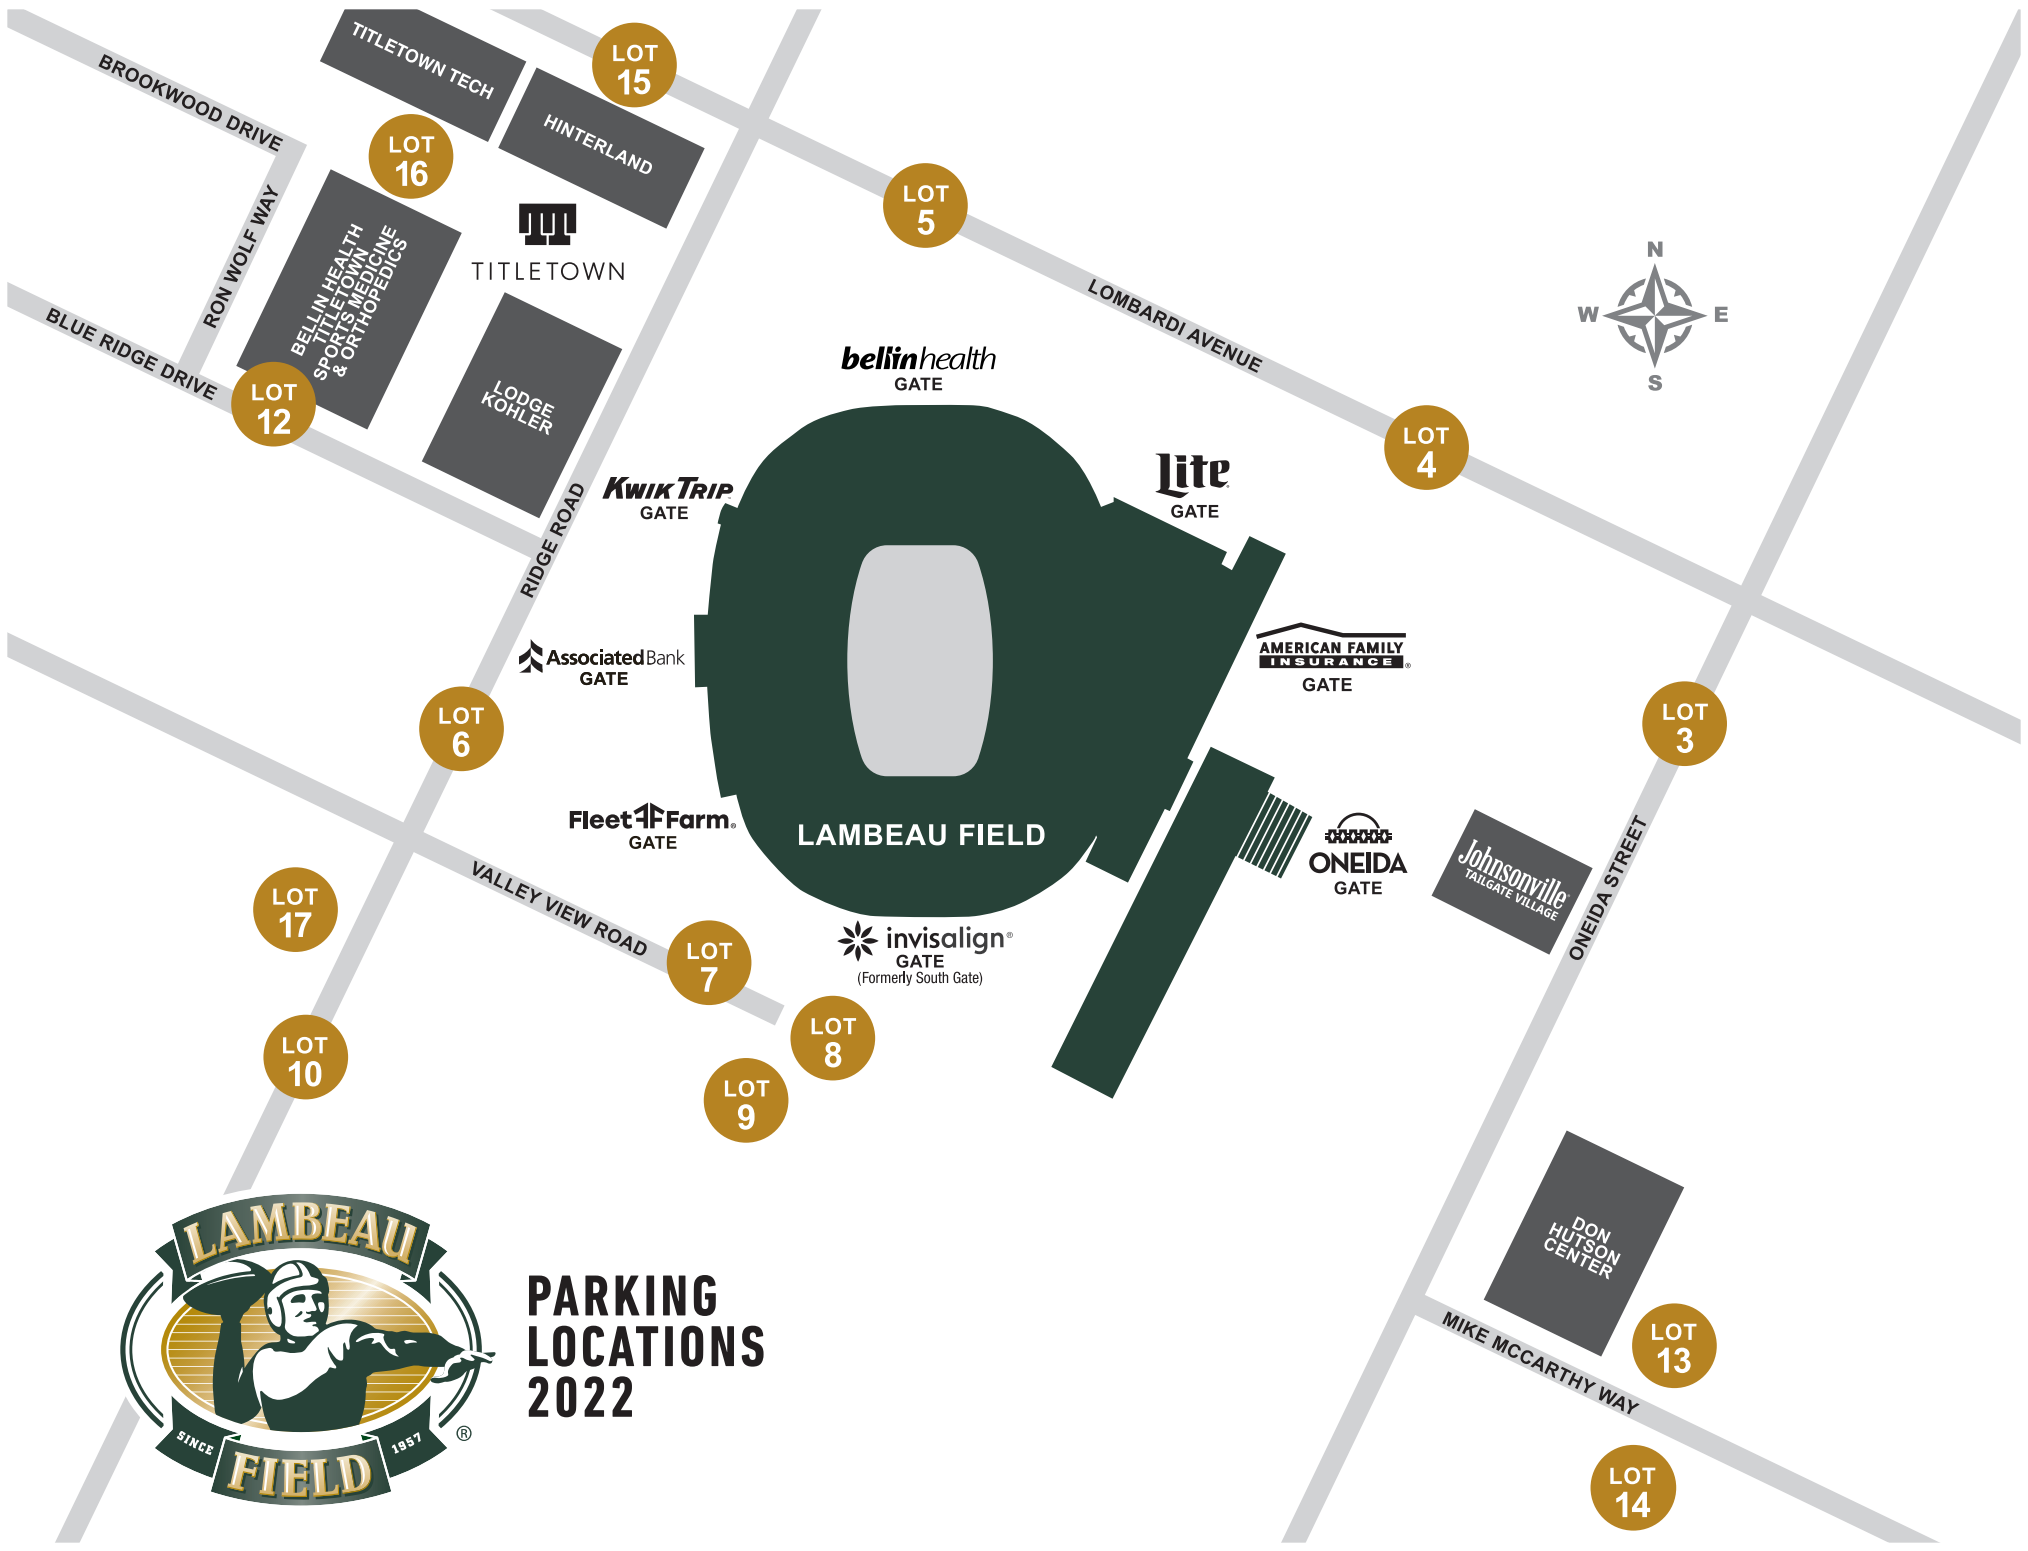 TITLETOWN TECH
LOT
15
BROOKWOOD DRIVE
HINTERLAND
LOT
16
LOT
5
RON WOLF WAY
BELLIN HEALTH
TITLETOWN
SPORTS MEDICINE
& ORTHOPEDICS
TITLETOWN
N
W
E
S
LOMBARDI AVENUE
BLUE RIDGE DRIVE
LOT
12
LODGE
KOHLER
bellinhealth
GATE
LOT
4
KWIK TRIP
GATE
Lite
GATE
RIDGE ROAD
AssociatedBank
GATE
AMERICAN FAMILY
INSURANCE®
GATE
LOT
6
LOT
3
Fleet Farm®
GATE
LAMBEAU FIELD
ONEIDA
GATE
Johnsonville®
TAILGATE VILLAGE
ONEIDA STREET
VALLEY VIEW ROAD
LOT
17
LOT
7
invisalign®
GATE
(Formerly South Gate)
LOT
8
LOT
10
LOT
9
DON
HUTSON
CENTER
LAMBEAU
FIELD
SINCE
1957
®
PARKING
LOCATIONS
2022
MIKE MCCARTHY WAY
LOT
13
LOT
14